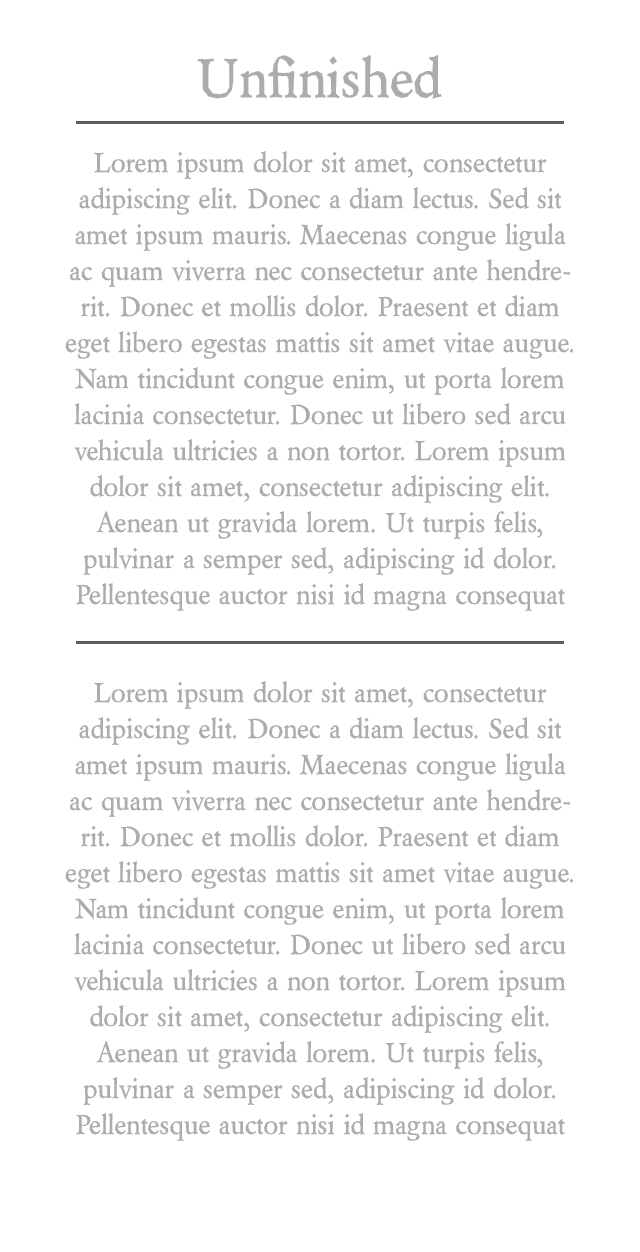 Unfinished
Lorem ipsum dolor sit amet, consectetur
adipiscing elit. Donec a diam lectus. Sed sit
amet ipsum mauris. Maecenas congue ligula
ac quam viverra nec consectetur ante hendre-
rit. Donec et mollis dolor. Praesent et diam
eget libero egestas mattis sit amet vitae augue.
Nam tincidunt congue enim, ut porta lorem
lacinia consectetur. Donec ut libero sed arcu
vehicula ultricies a non tortor. Lorem ipsum
dolor sit amet, consectetur adipiscing elit.
Aenean ut gravida lorem. Ut turpis felis,
pulvinar a semper sed, adipiscing id dolor.
Pellentesque auctor nisi id magna consequat
Lorem ipsum dolor sit amet, consectetur
adipiscing elit. Donec a diam lectus. Sed sit
amet ipsum mauris. Maecenas congue ligula
ac quam viverra nec consectetur ante hendre-
rit. Donec et mollis dolor. Praesent et diam
eget libero egestas mattis sit amet vitae augue.
Nam tincidunt congue enim, ut porta lorem
lacinia consectetur. Donec ut libero sed arcu
vehicula ultricies a non tortor. Lorem ipsum
dolor sit amet, consectetur adipiscing elit.
Aenean ut gravida lorem. Ut turpis felis,
pulvinar a semper sed, adipiscing id dolor.
Pellentesque auctor nisi id magna consequat